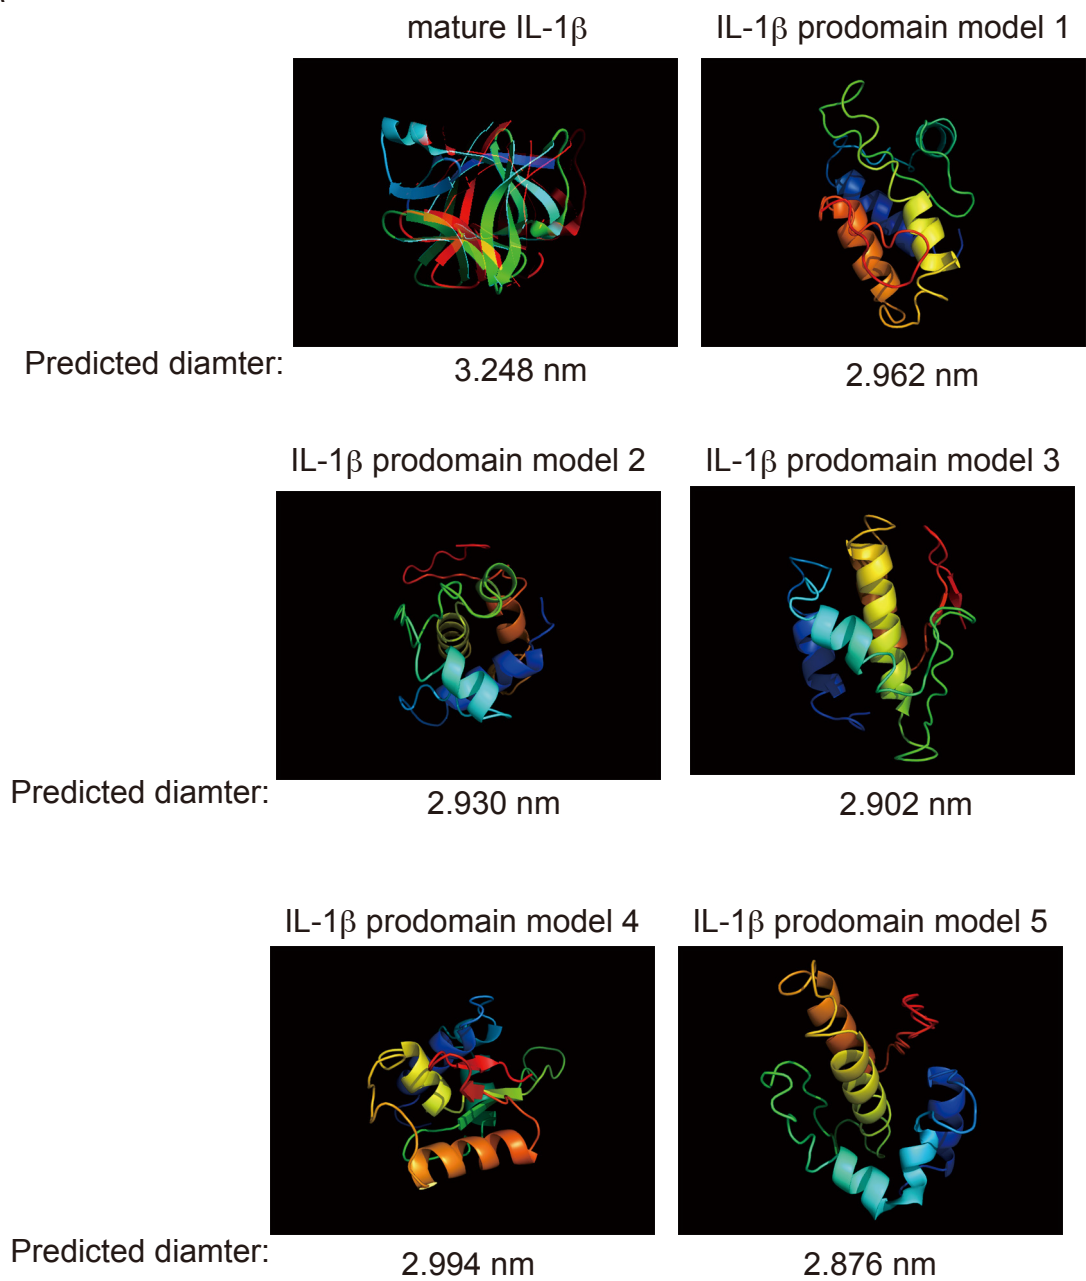 mature IL-1β
IL-1β prodomain model 1
Predicted diamter:
3.248 nm
2.962 nm
IL-1β prodomain model 2
IL-1β prodomain model 3
Predicted diamter:
2.930 nm
2.902 nm
IL-1β prodomain model 4
IL-1β prodomain model 5
Predicted diamter:
2.994 nm
2.876 nm